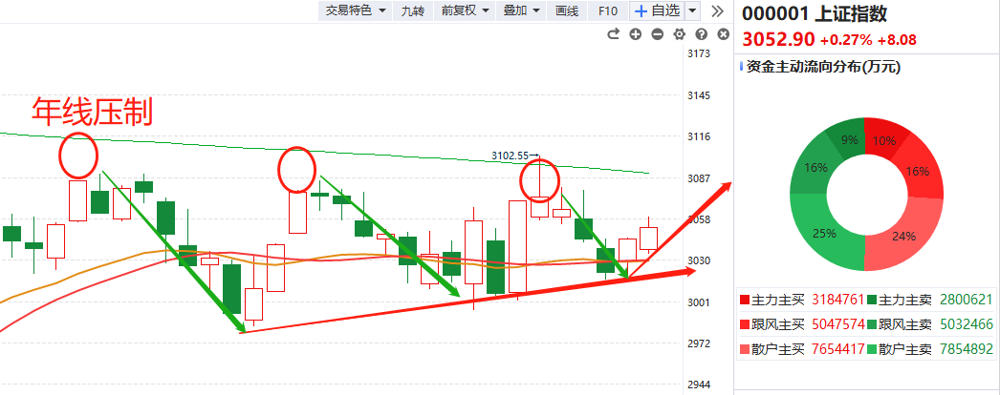 交易特色 九转 前复权 叠加 画线 F10 自选
000001 上证指数
3052.90 +0.27% +8.08
资金主动流向分布(万元)
3173
3145
年线压制
3116
3102.55
3087
3058
3030
3001
2972
2944
9% 10%
16% 16%
25% 24%
主力主买 3184761 主力主卖 2800621
跟风主买 5047574 跟风主卖 5032466
散户主买 7654417 散户主卖 7854892